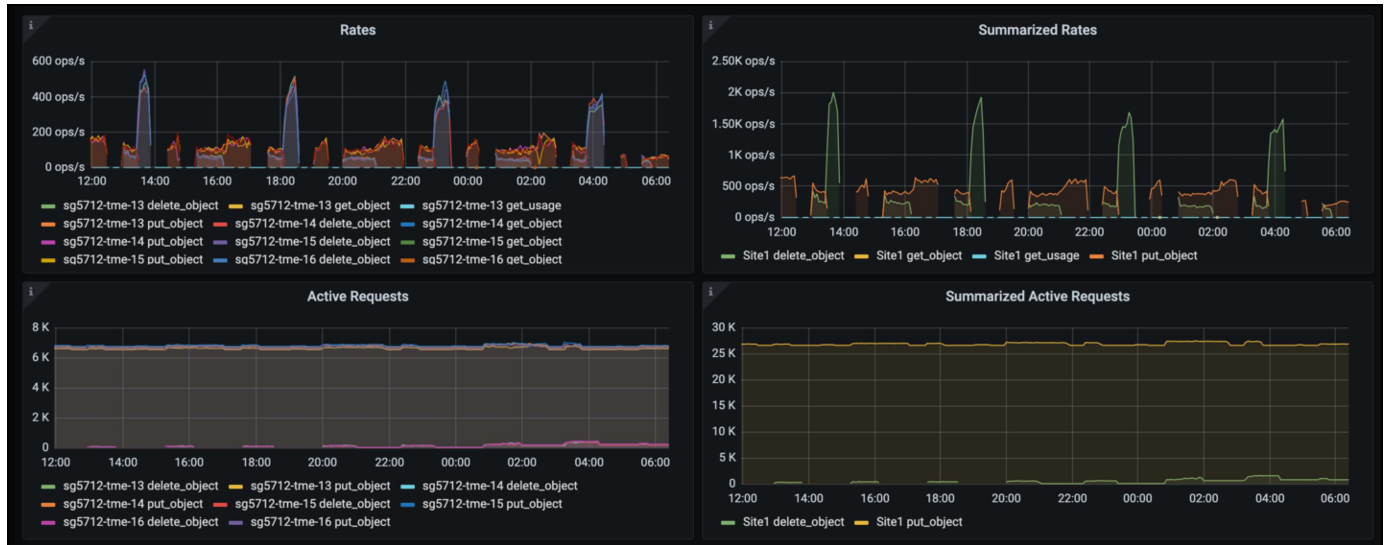 Rates
600 ops/s
400 ops/s
200 ops/s
0 ops/s
12:00 14:00 16:00 18:00 20:00 22:00 00:00 02:00 04:00 06:00
sg5712-tme-13 delete_object sg5712-tme-13 get_object sg5712-tme-13 get_usage
sg5712-tme-13 put_object sg5712-tme-14 delete_object sg5712-tme-14 get_object
sg5712-tme-14 put_object sg5712-tme-15 delete_object sg5712-tme-15 get_object
sg5712-tme-15 put_object sg5712-tme-16 delete_object sg5712-tme-16 get_object
Summarized Rates
2.50K ops/s
2K ops/s
1.50K ops/s
1K ops/s
500 ops/s
0 ops/s
12:00 14:00 16:00 18:00 20:00 22:00 00:00 02:00 04:00 06:00
Site1 delete_object Site1 get_object Site1 get_usage Site1 put_object
Active Requests
8 K
6 K
4 K
2 K
0
12:00 14:00 16:00 18:00 20:00 22:00 00:00 02:00 04:00 06:00
sg5712-tme-13 delete_object sg5712-tme-13 put_object sg5712-tme-14 delete_object
sg5712-tme-14 put_object sg5712-tme-15 delete_object sg5712-tme-15 put_object
sg5712-tme-16 delete_object sg5712-tme-16 put_object
Summarized Active Requests
30 K
25 K
20 K
15 K
10 K
5 K
0
12:00 14:00 16:00 18:00 20:00 22:00 00:00 02:00 04:00 06:00
Site1 delete_object Site1 put_object